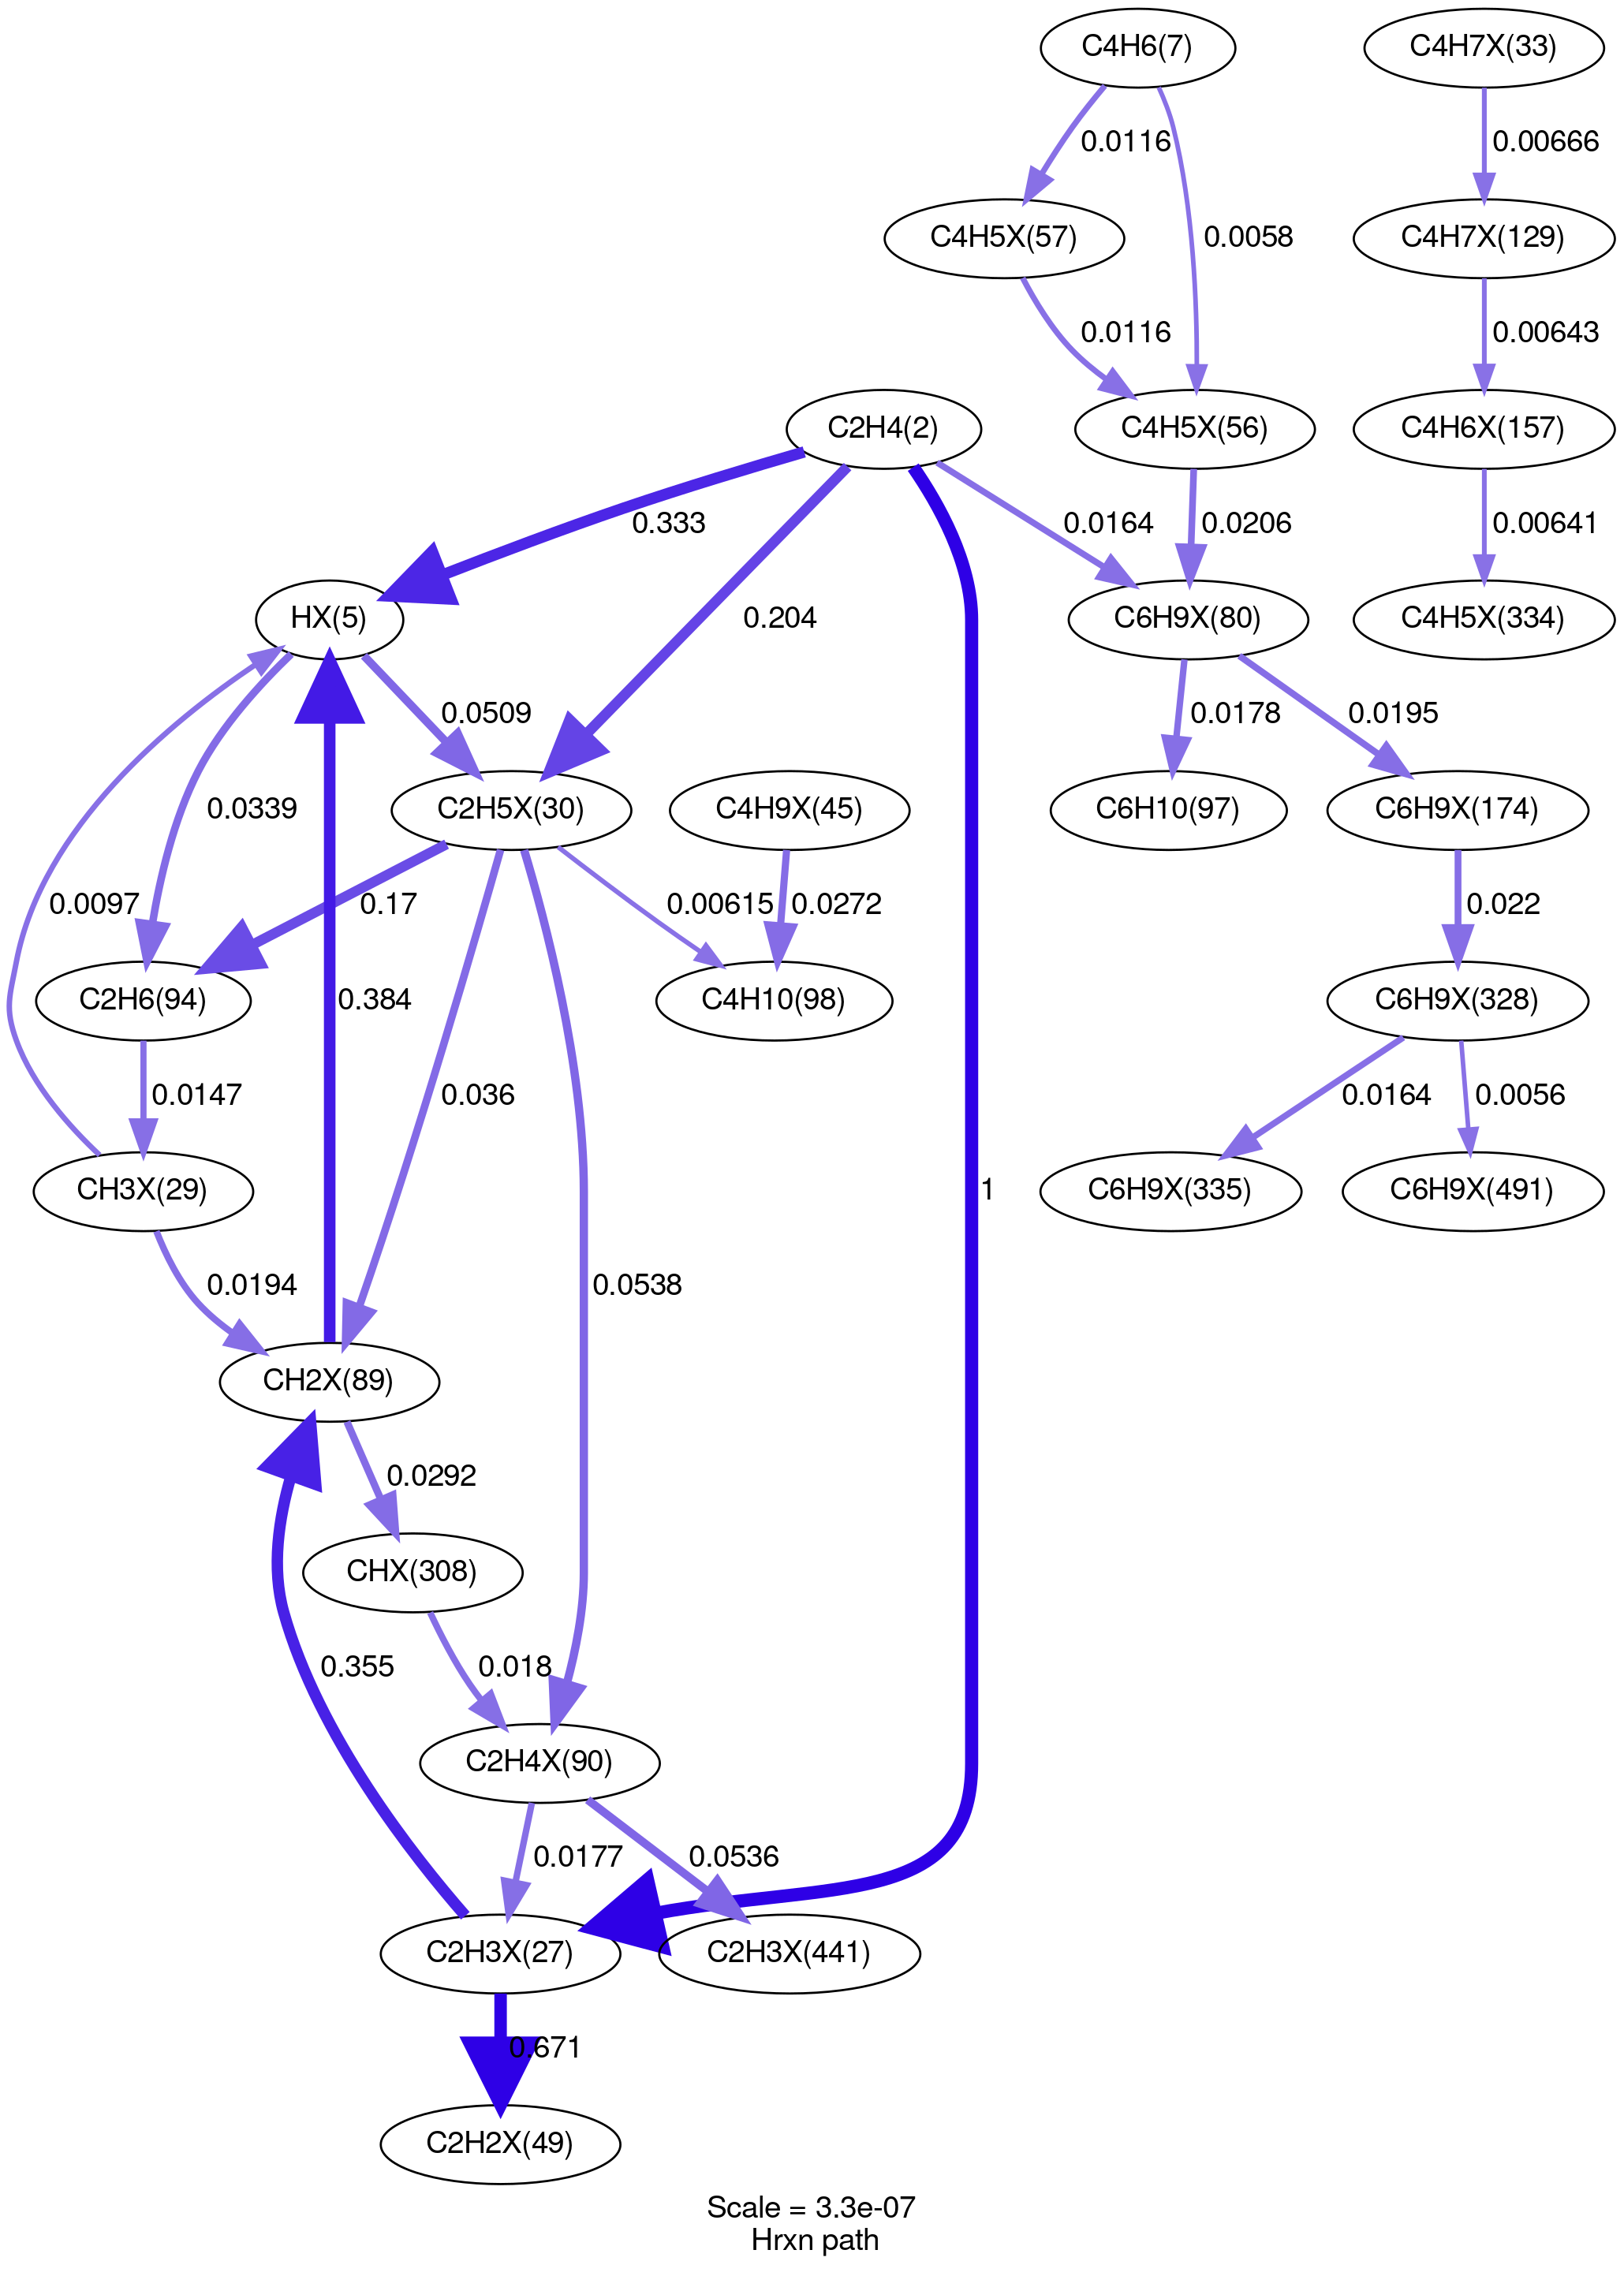 C4H6(7)
C4H7X(33)
0.0116
0.00666
C4H5X(57)
0.0058
C4H7X(129)
0.0116
0.00643
C2H4(2)
C4H5X(56)
C4H6X(157)
0.333
0.0164
0.0206
0.00641
HX(5)
0.204
C6H9X(80)
C4H5X(334)
0.0509
0.0178
0.0195
0.0339
C2H5X(30)
C4H9X(45)
C6H10(97)
C6H9X(174)
0.0097
0.17
0.00615
0.0272
0.022
C2H6(94)
0.384
C4H10(98)
C6H9X(328)
0.0147
0.036
0.0164
0.0056
CH3X(29)
1
C6H9X(335)
C6H9X(491)
0.0194
0.0538
CH2X(89)
0.0292
CHX(308)
0.355
0.018
C2H4X(90)
0.0177
0.0536
C2H3X(27)
C2H3X(441)
0.671
C2H2X(49)
Scale = 3.3e-07
Hrxn path